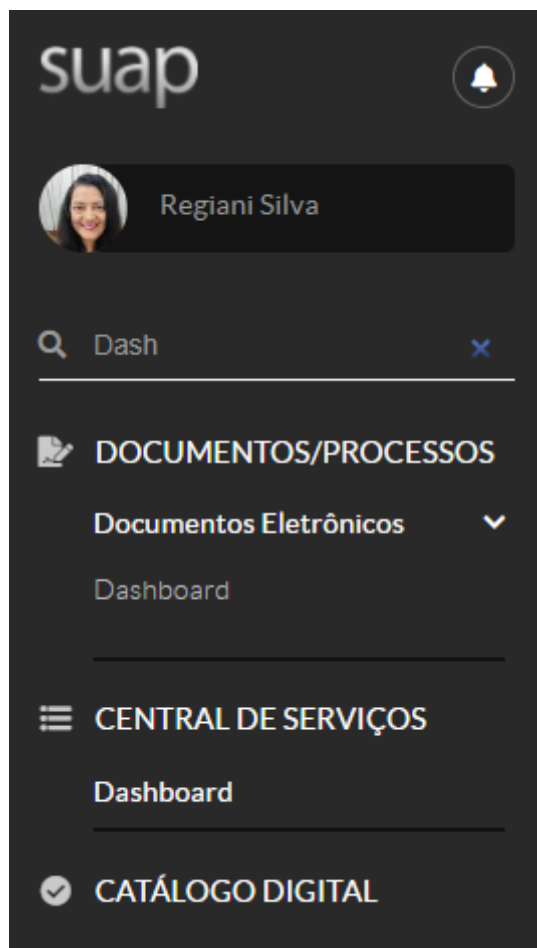 suap
Regiani Silva
Dash
DOCUMENTOS/PROCESSOS
Documentos Eletrônicos
Dashboard
CENTRAL DE SERVIÇOS
Dashboard
CATÁLOGO DIGITAL